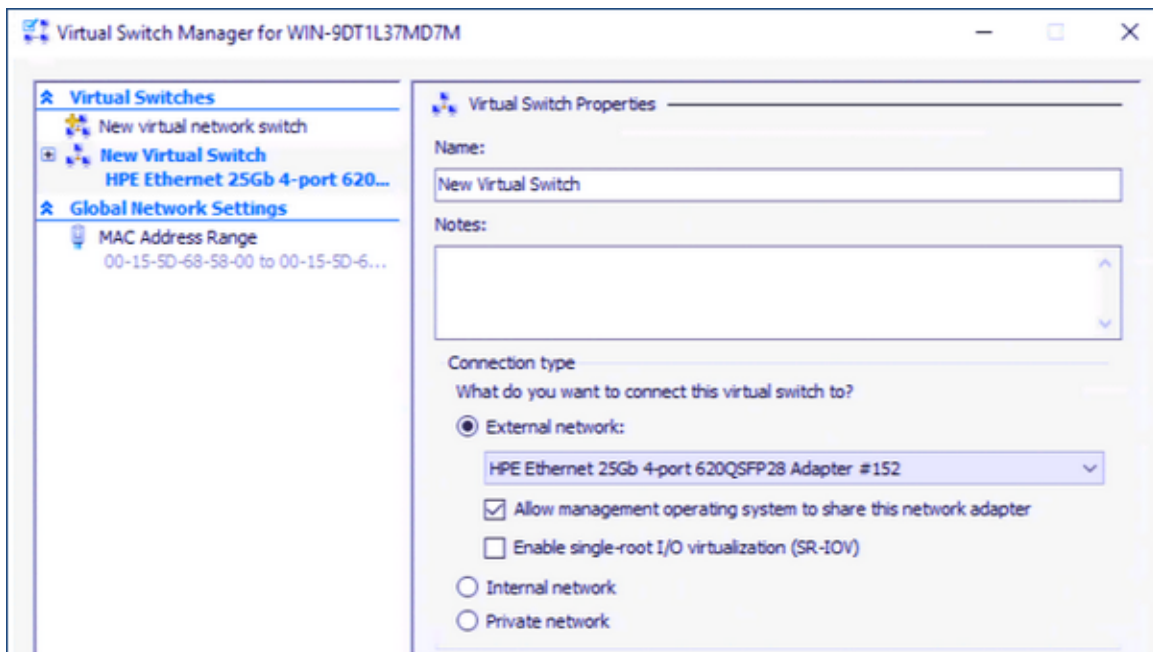 Virtual Switch Manager for WIN-9DT1L37MD7M
Virtual Switches
New virtual network switch
New Virtual Switch
HPE Ethernet 25Gb 4-port 620...
Global Network Settings
MAC Address Range
00-15-5D-68-58-00 to 00-15-5D-6...
Virtual Switch Properties
Name:
New Virtual Switch
Notes:
Connection type
What do you want to connect this virtual switch to?
External network:
HPE Ethernet 25Gb 4-port 620QSFP28 Adapter #152
Allow management operating system to share this network adapter
Enable single-root I/O virtualization (SR-IOV)
Internal network
Private network